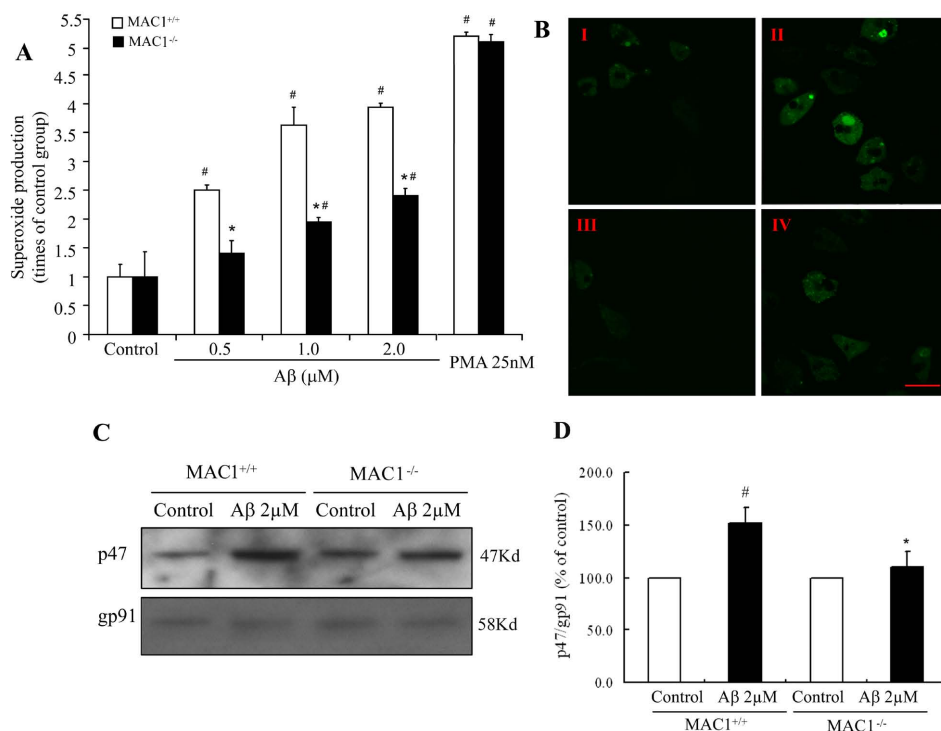 A
MAC1+/+
MAC1-/-
Superoxide production
(times of control group)
5.5
5
4.5
4
3.5
3
2.5
2
1.5
1
0.5
0
#
*
#
*#
#
*#
#
#
Control
0.5
1.0
2.0
PMA 25nM
Aβ (µM)
B
I
II
III
IV
C
MAC1+/+
MAC1-/-
Control
Aβ 2µM
Control
Aβ 2µM
p47
47Kd
gp91
58Kd
D
p47/gp91 (% of control)
200.0
150.0
100.0
50.0
0.0
#
*
Control
Aβ 2µM
Control
Aβ 2µM
MAC1+/+
MAC1-/-